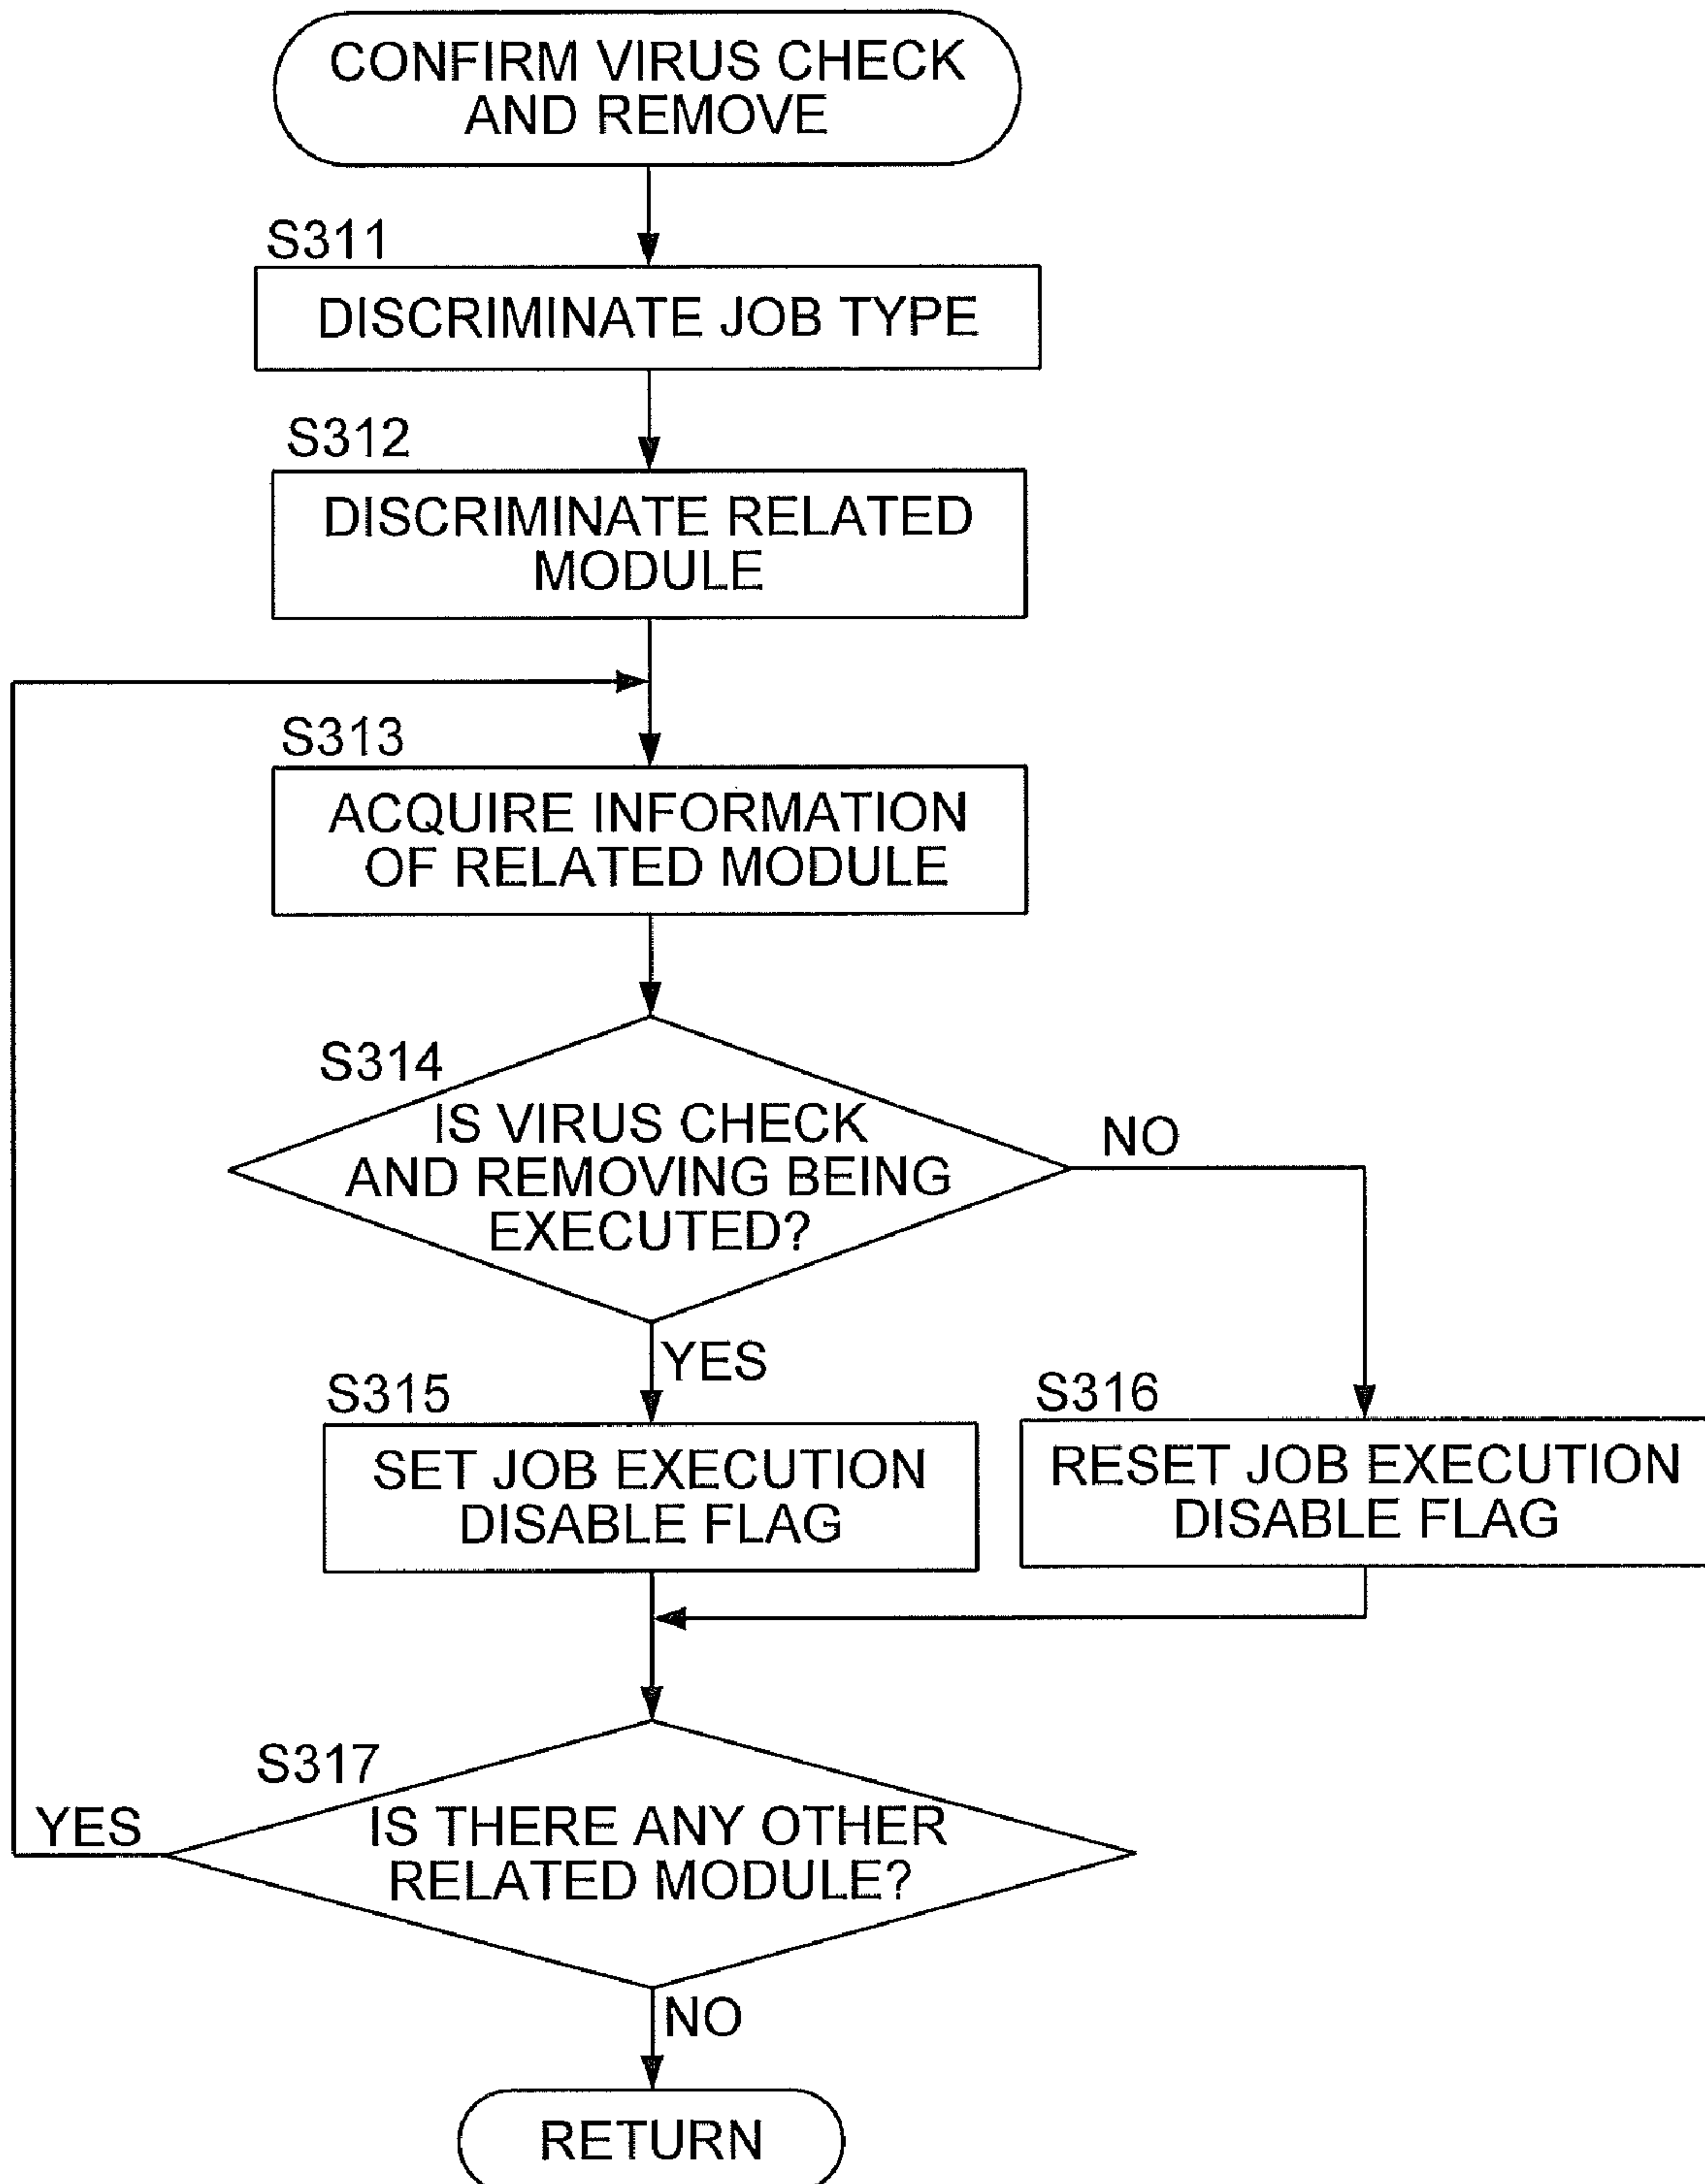 CONFIRM VIRUS CHECK
AND REMOVE
S311
DISCRIMINATE JOB TYPE
S312
DISCRIMINATE RELATED
MODULE
S313
ACQUIRE INFORMATION
OF RELATED MODULE
S314
IS VIRUS CHECK
AND REMOVING BEING
EXECUTED?
NO
YES
S315
SET JOB EXECUTION
DISABLE FLAG
S316
RESET JOB EXECUTION
DISABLE FLAG
S317
IS THERE ANY OTHER
RELATED MODULE?
YES
NO
RETURN